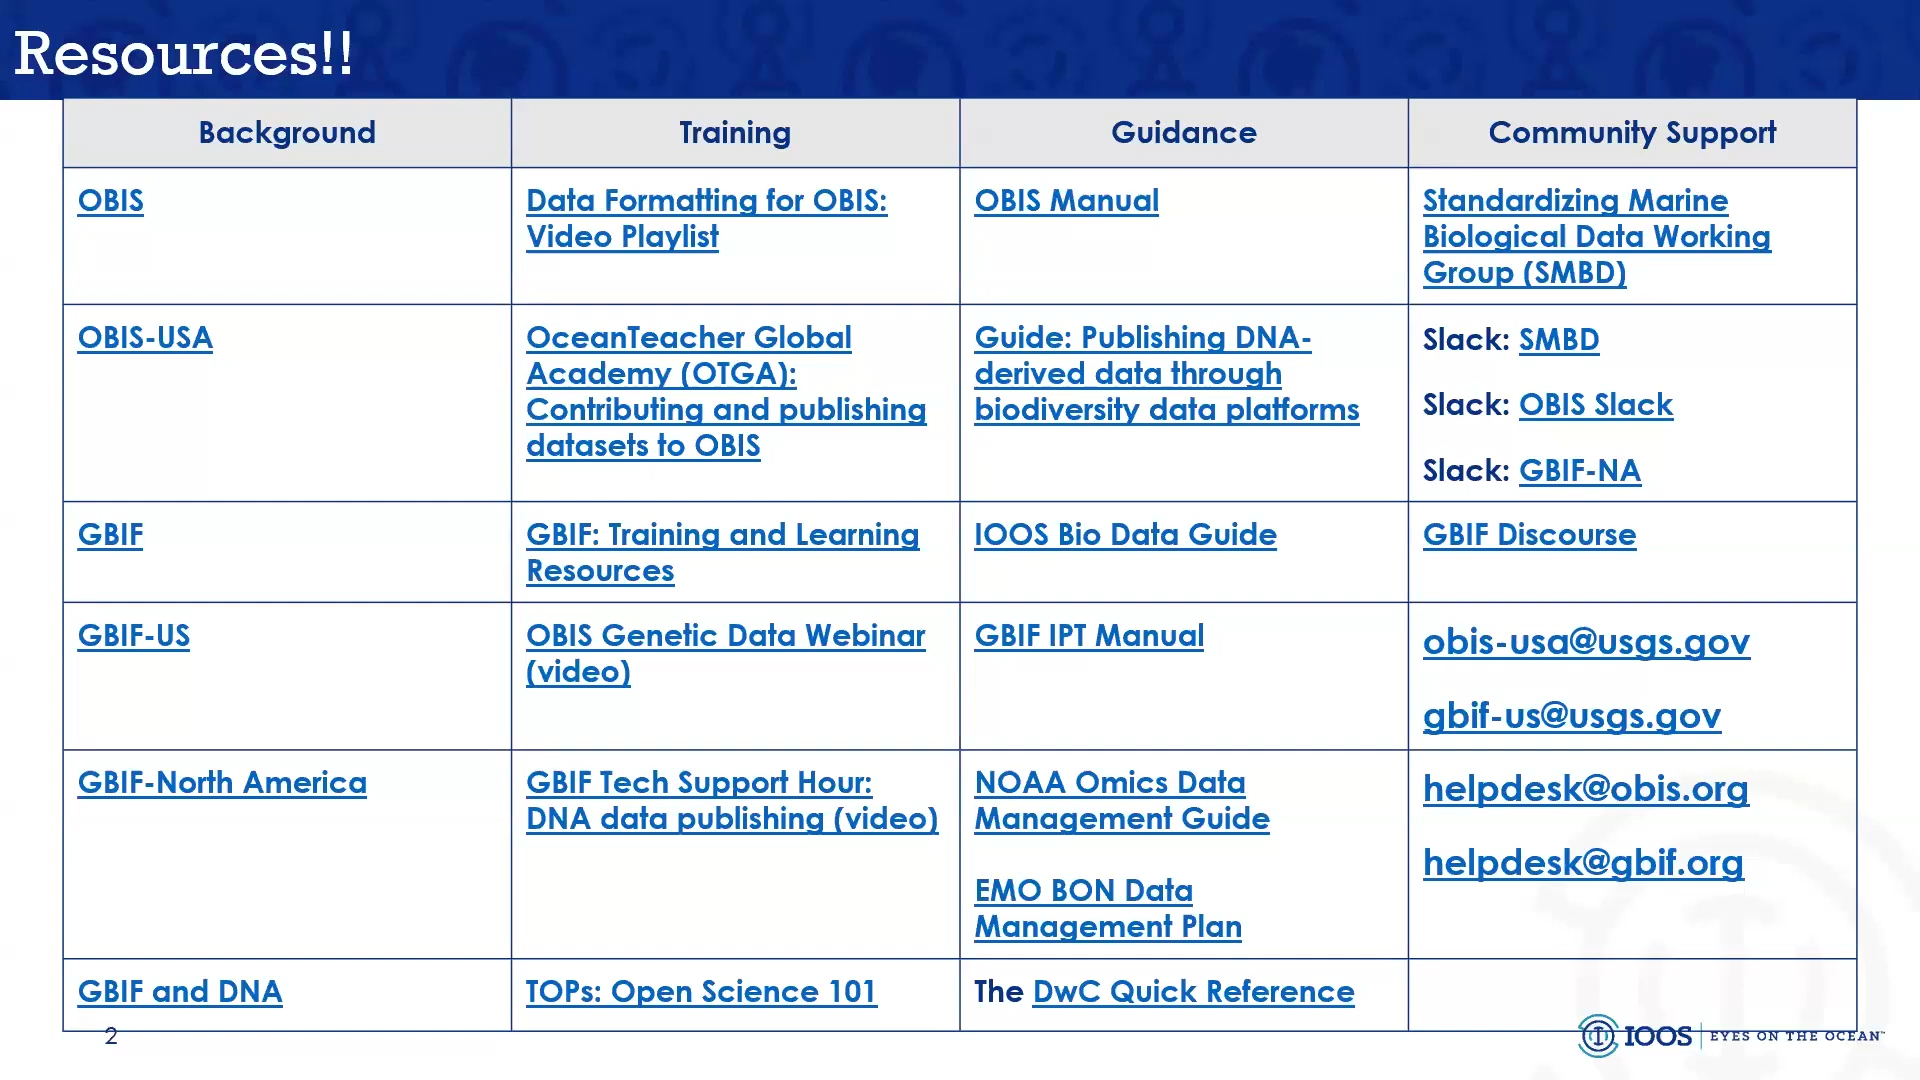 Resources!!
Background
Training
Guidance
Community Support
OBIS
Data Formatting for OBIS:
Video Playlist
OBIS Manual
Standardizing Marine
Biological Data Working
Group (SMBD)
OBIS-USA
OceanTeacher Global
Academy (OTGA):
Contributing and publishing
datasets to OBIS
Guide: Publishing DNA-
derived data through
biodiversity data platforms
Slack: SMBD
Slack: OBIS Slack
Slack: GBIF-NA
GBIF
GBIF: Training and Learning
Resources
IOOS Bio Data Guide
GBIF Discourse
GBIF-US
OBIS Genetic Data Webinar
(video)
GBIF IPT Manual
obis-usa@usgs.gov
gbif-us@usgs.gov
GBIF-North America
GBIF Tech Support Hour:
DNA data publishing (video)
NOAA Omics Data
Management Guide
EMO BON Data
Management Plan
helpdesk@obis.org
helpdesk@gbif.org
GBIF and DNA
TOPs: Open Science 101
The DwC Quick Reference
2
IOOS EYES ON THE OCEAN™